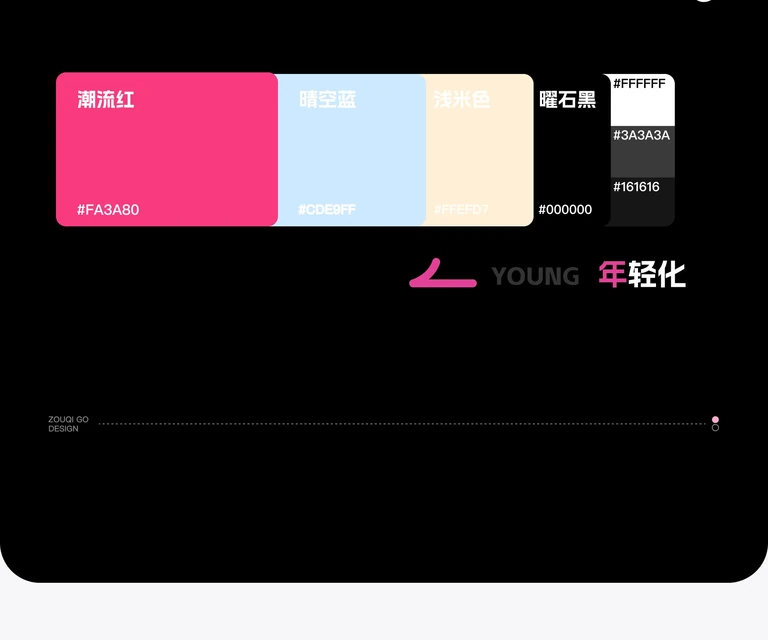 潮流红
晴空蓝
浅米色
曜石黑
#FFFFFF
#3A3A3A
#161616
#FA3A80
#CDE9FF
#FFEFD7
#000000
YOUNG 年轻化
ZOUQI GO
DESIGN